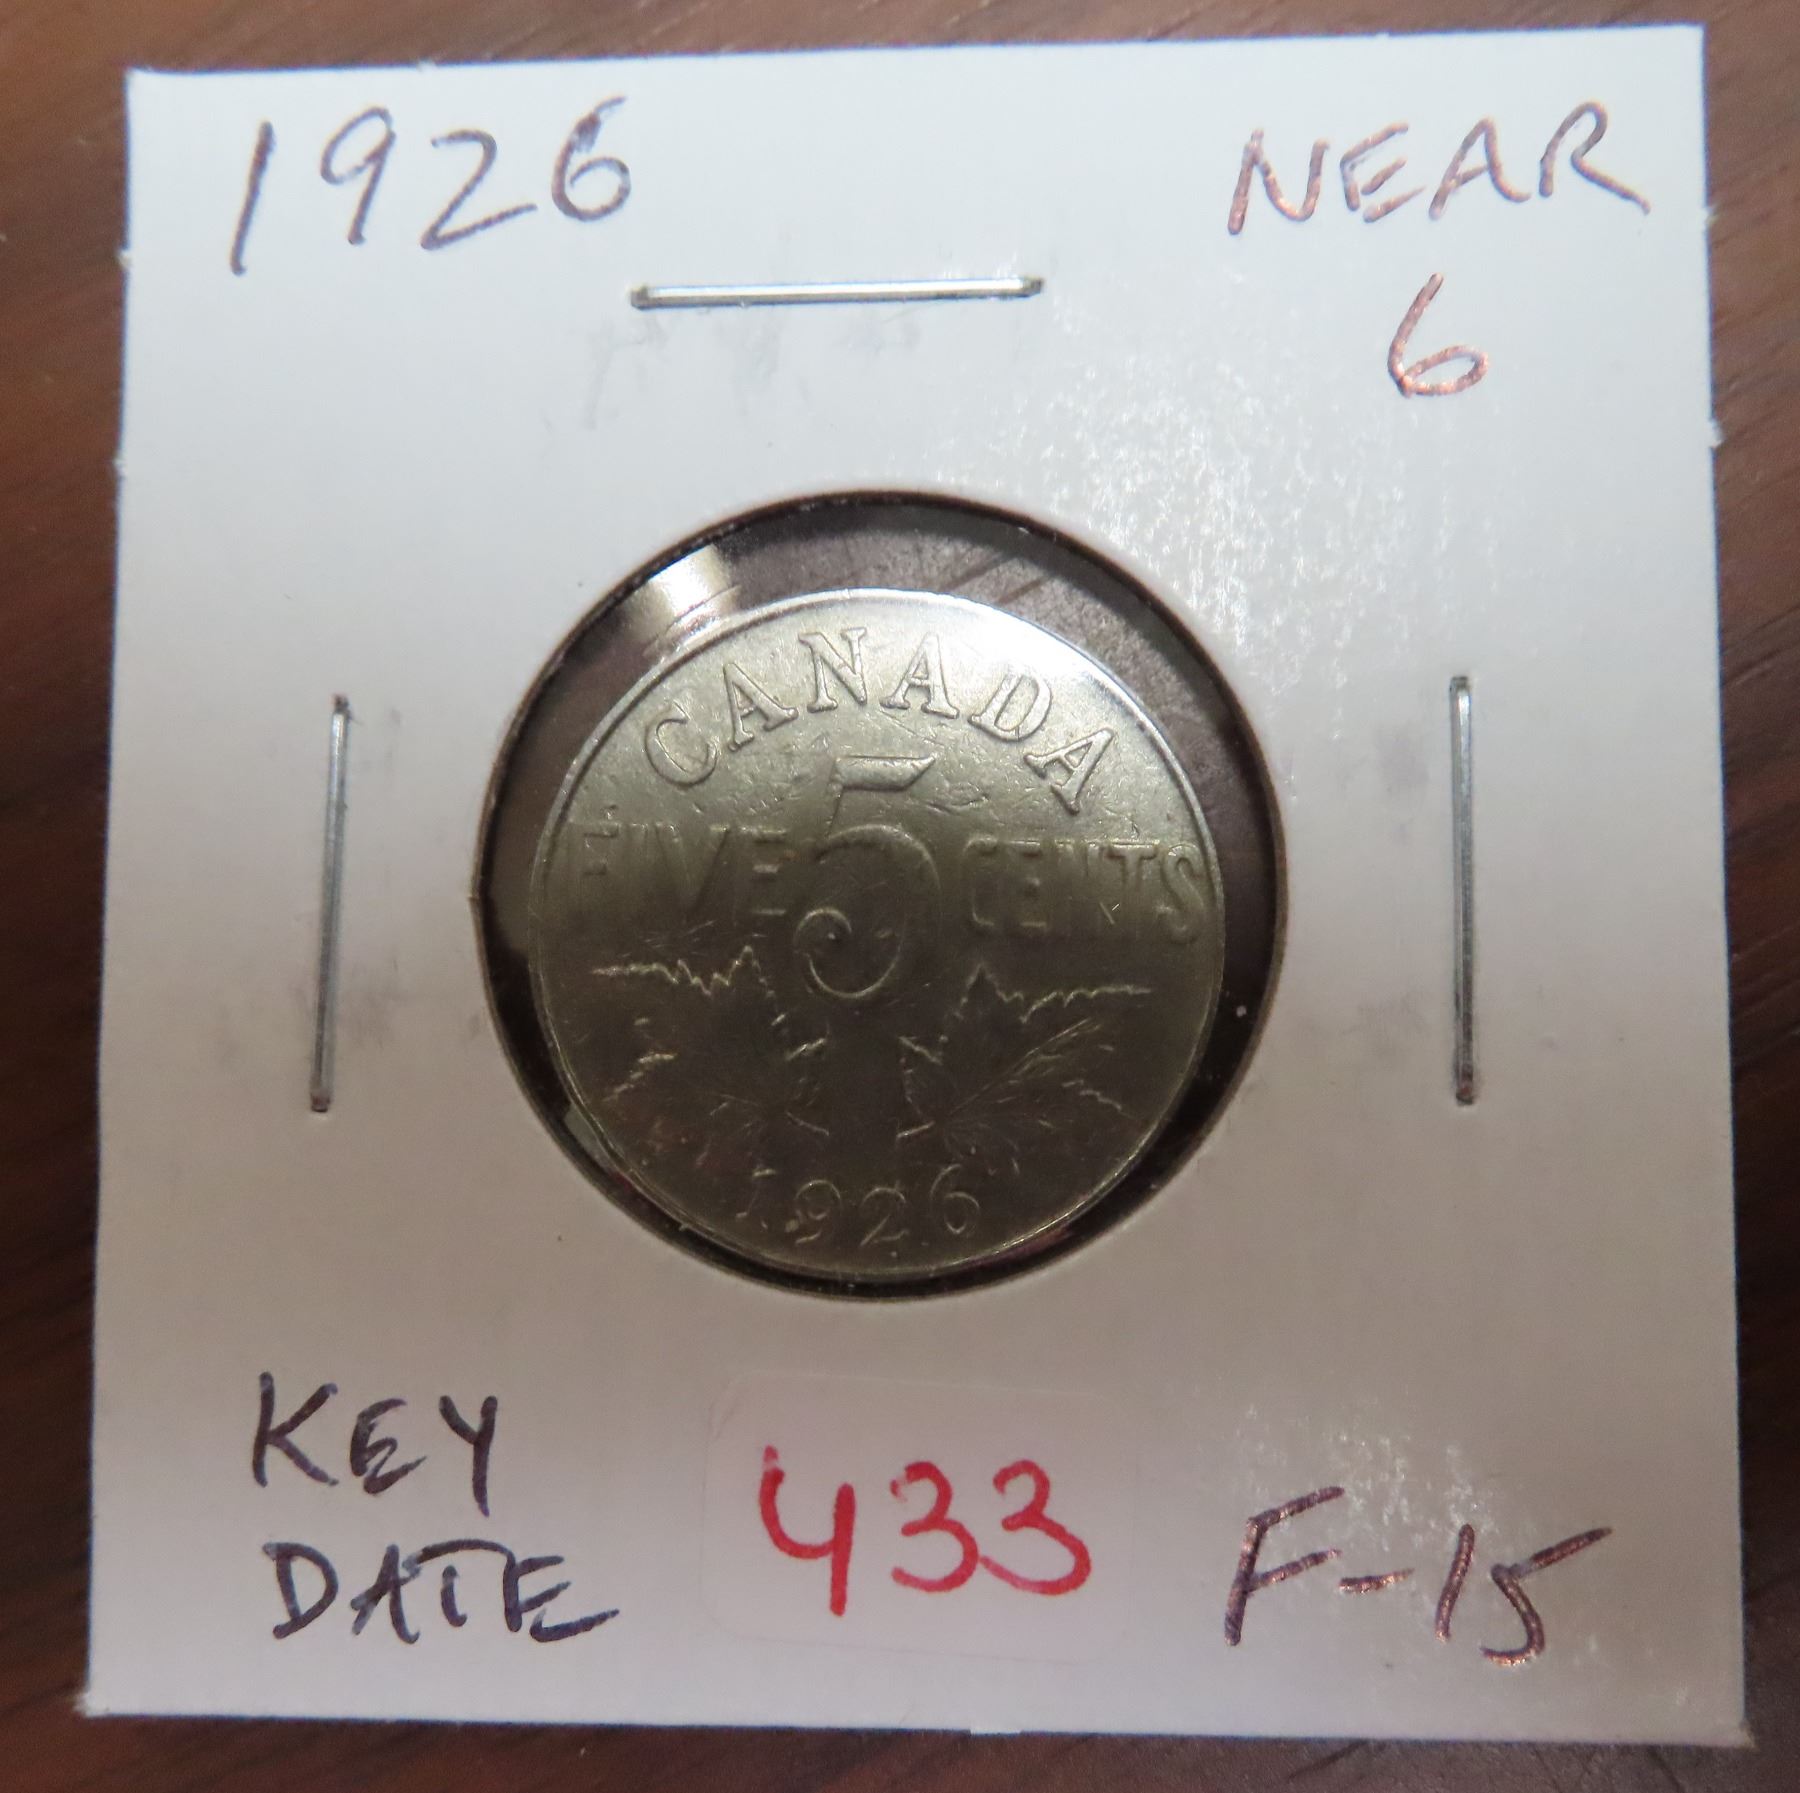 1926
NEAR
6
CANADA
5
FIVE CENTS
1926
KEY
DATE
433
F-15